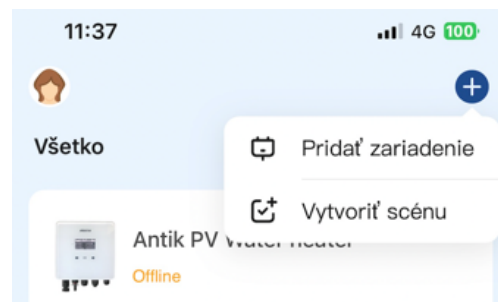 11:37
4G 100
Všetko
Pridať zariadenie
Vytvoriť scénu
Antik PV Water heater
Offline